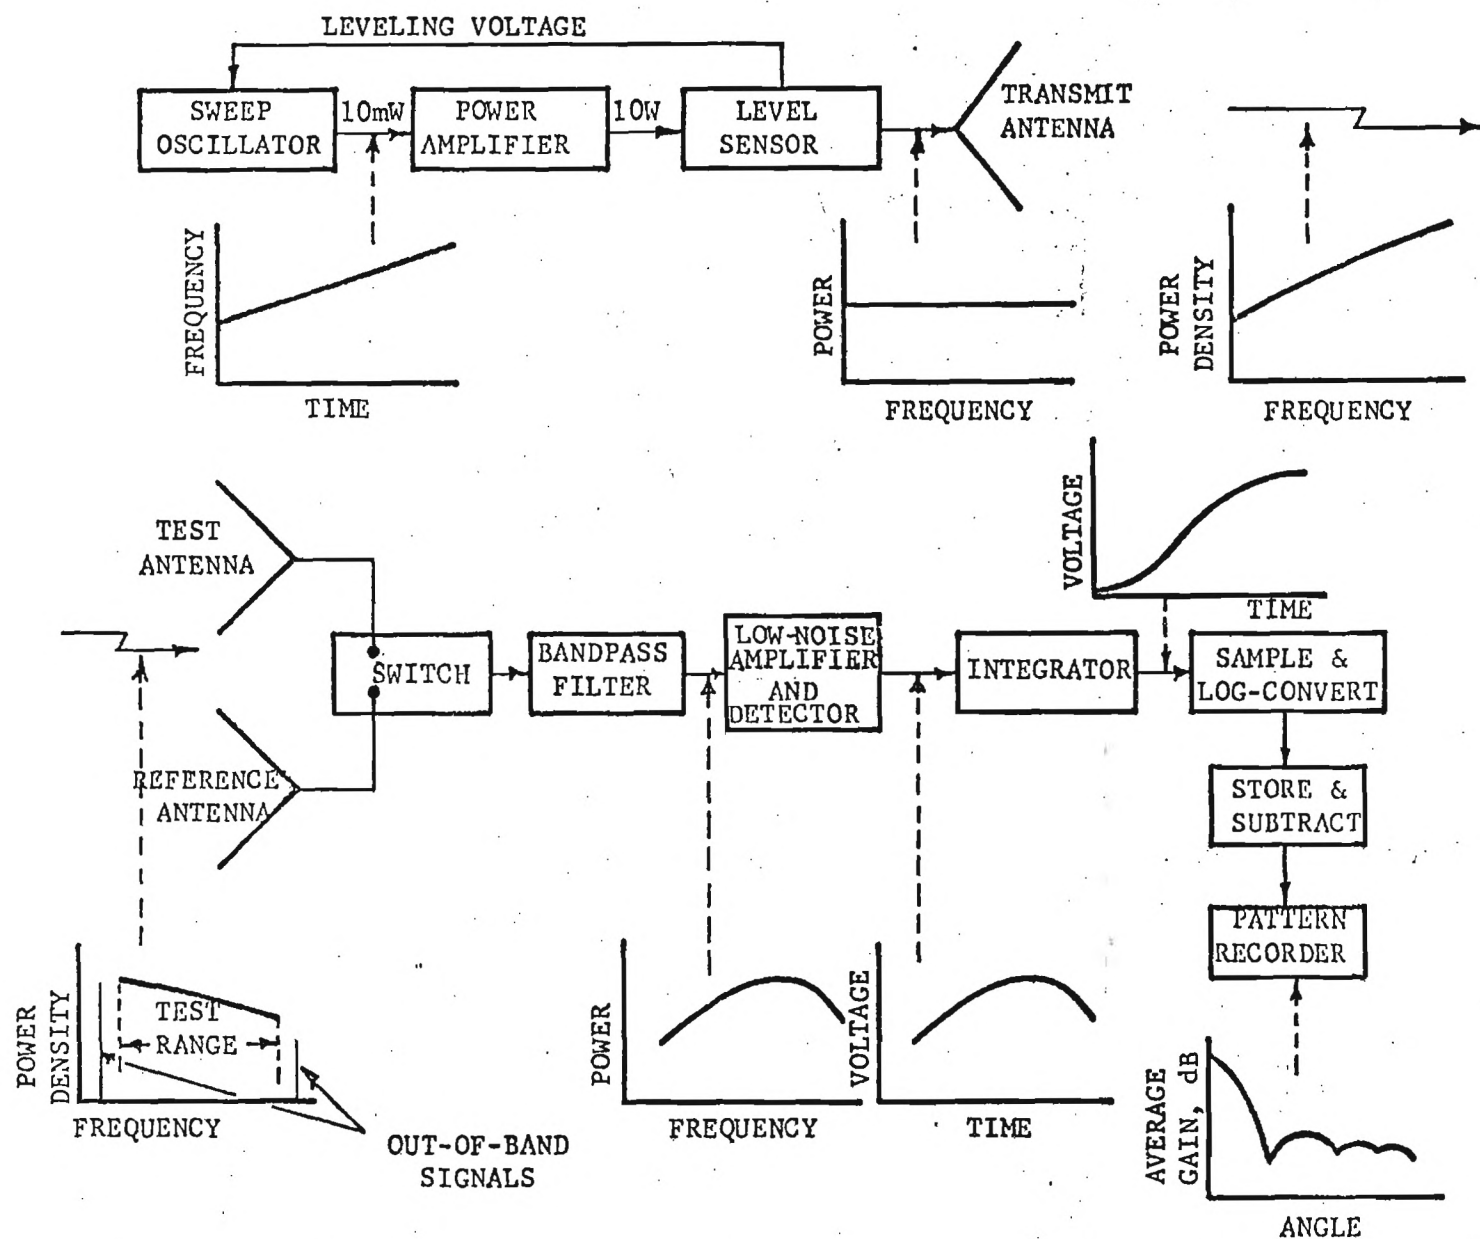 LEVELING VOLTAGE
SWEEP
OSCILLATOR
10mW
POWER
AMPLIFIER
10W
LEVEL
SENSOR
TRANSMIT
ANTENNA
FREQUENCY
TIME
POWER
FREQUENCY
POWER
DENSITY
FREQUENCY
TEST
ANTENNA
REFERENCE
ANTENNA
SWITCH
BANDPASS
FILTER
LOW-NOISE
AMPLIFIER
AND
DETECTOR
INTEGRATOR
VOLTAGE
TIME
SAMPLE &
LOG-CONVERT
STORE &
SUBTRACT
PATTERN
RECORDER
POWER
DENSITY
TEST
RANGE
FREQUENCY
OUT-OF-BAND
SIGNALS
POWER
FREQUENCY
VOLTAGE
TIME
AVERAGE
GAIN, dB
ANGLE